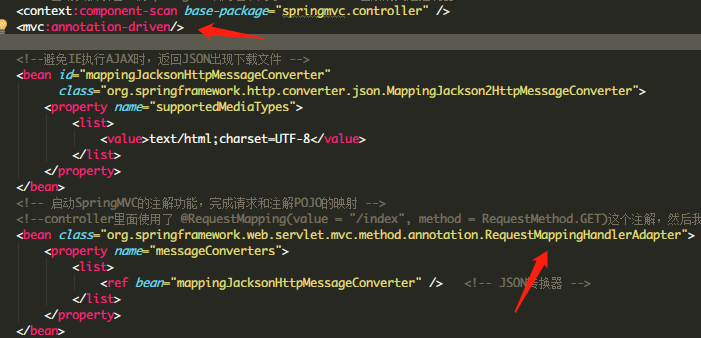 <context:component-scan base-package="springmvc.controller" />
<mvc:annotation-driven/>
<!--避免IE执行AJAX时，返回JSON出现下载文件 -->
<bean id="mappingJacksonHttpMessageConverter"
class="org.springframework.http.converter.json.MappingJackson2HttpMessageConverter">
<property name="supportedMediaTypes">
<list>
<value>text/html;charset=UTF-8</value>
</list>
</property>
</bean>
<!-- 启动SpringMVC的注解功能，完成请求和注解POJO的映射 -->
<!--controller里面使用了 @RequestMapping(value = "/index", method = RequestMethod.GET)这个注解，然后我
<bean class="org.springframework.web.servlet.mvc.method.annotation.RequestMappingHandlerAdapter">
<property name="messageConverters">
<list>
<ref bean="mappingJacksonHttpMessageConverter" /> <!-- JSON转换器 -->
</list>
</property>
</bean>